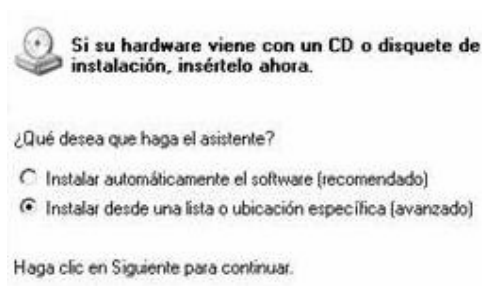 Si su hardware viene con un CD o disquete de
instalación, insértelo ahora.
¿Qué desea que haga el asistente?
Instalar automáticamente el software (recomendado)
Instalar desde una lista o ubicación específica (avanzado)
Haga clic en Siguiente para continuar.